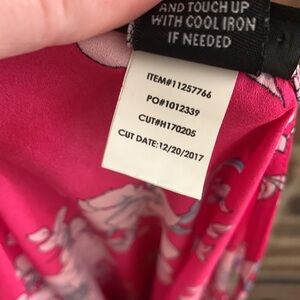 AND TOUCH UP
WITH COOL IRON
IF NEEDED
ITEM#11257766
PO#1012339
CUT#H170205
CUT DATE:12/20/2017